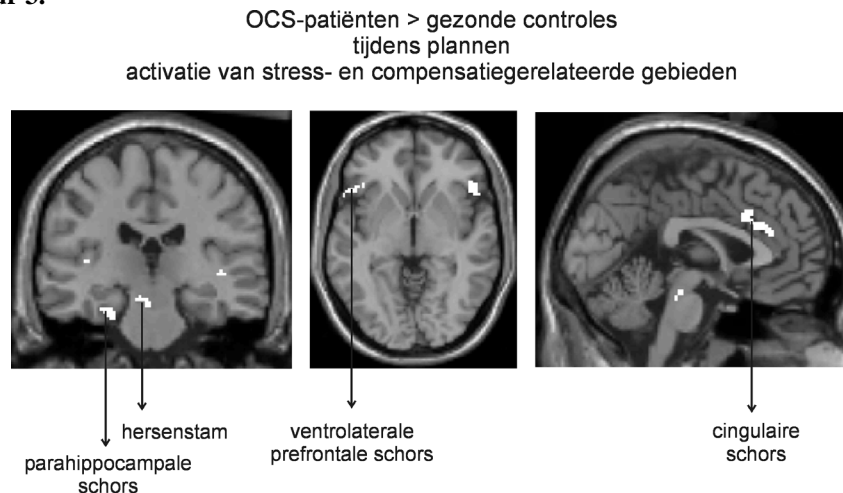 OCS-patiënten > gezonde controles
tijdens plannen
activatie van stress- en compensatiegerelateerde gebieden
hersenstam
parahippocampale
schors
ventrolaterale
prefrontale schors
cingulaire
schors